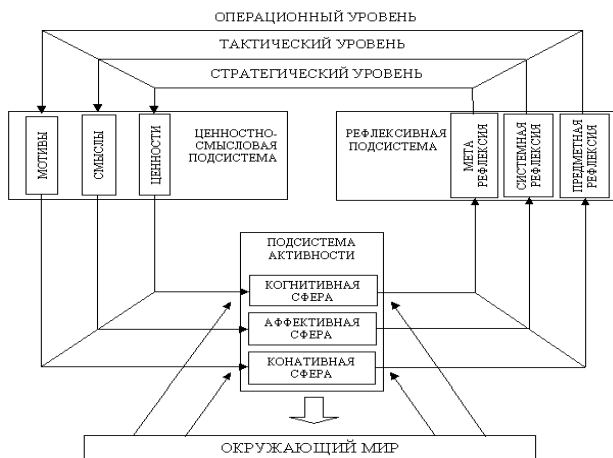 ОПЕРАЦИОННЫЙ УРОВЕНЬ
ТАКТИЧЕСКИЙ УРОВЕНЬ
СТРАТЕГИЧЕСКИЙ УРОВЕНЬ
МОТИВЫ
СМЫСЛЫ
ЦЕННОСТИ
ЦЕННОСТНО-
СМЫСЛОВАЯ
ПОДСИСТЕМА
РЕФЛЕКСИВНАЯ
ПОДСИСТЕМА
МЕТА
РЕФЛЕКСИЯ
СИСТЕМНАЯ
РЕФЛЕКСИЯ
ПРЕДМЕТНАЯ
РЕФЛЕКСИЯ
ПОДСИСТЕМА
АКТИВНОСТИ
КОГНИТИВНАЯ
СФЕРА
АФФЕКТИВНАЯ
СФЕРА
КОНАТИВНАЯ
СФЕРА
ОКРУЖАЮЩИЙ МИР